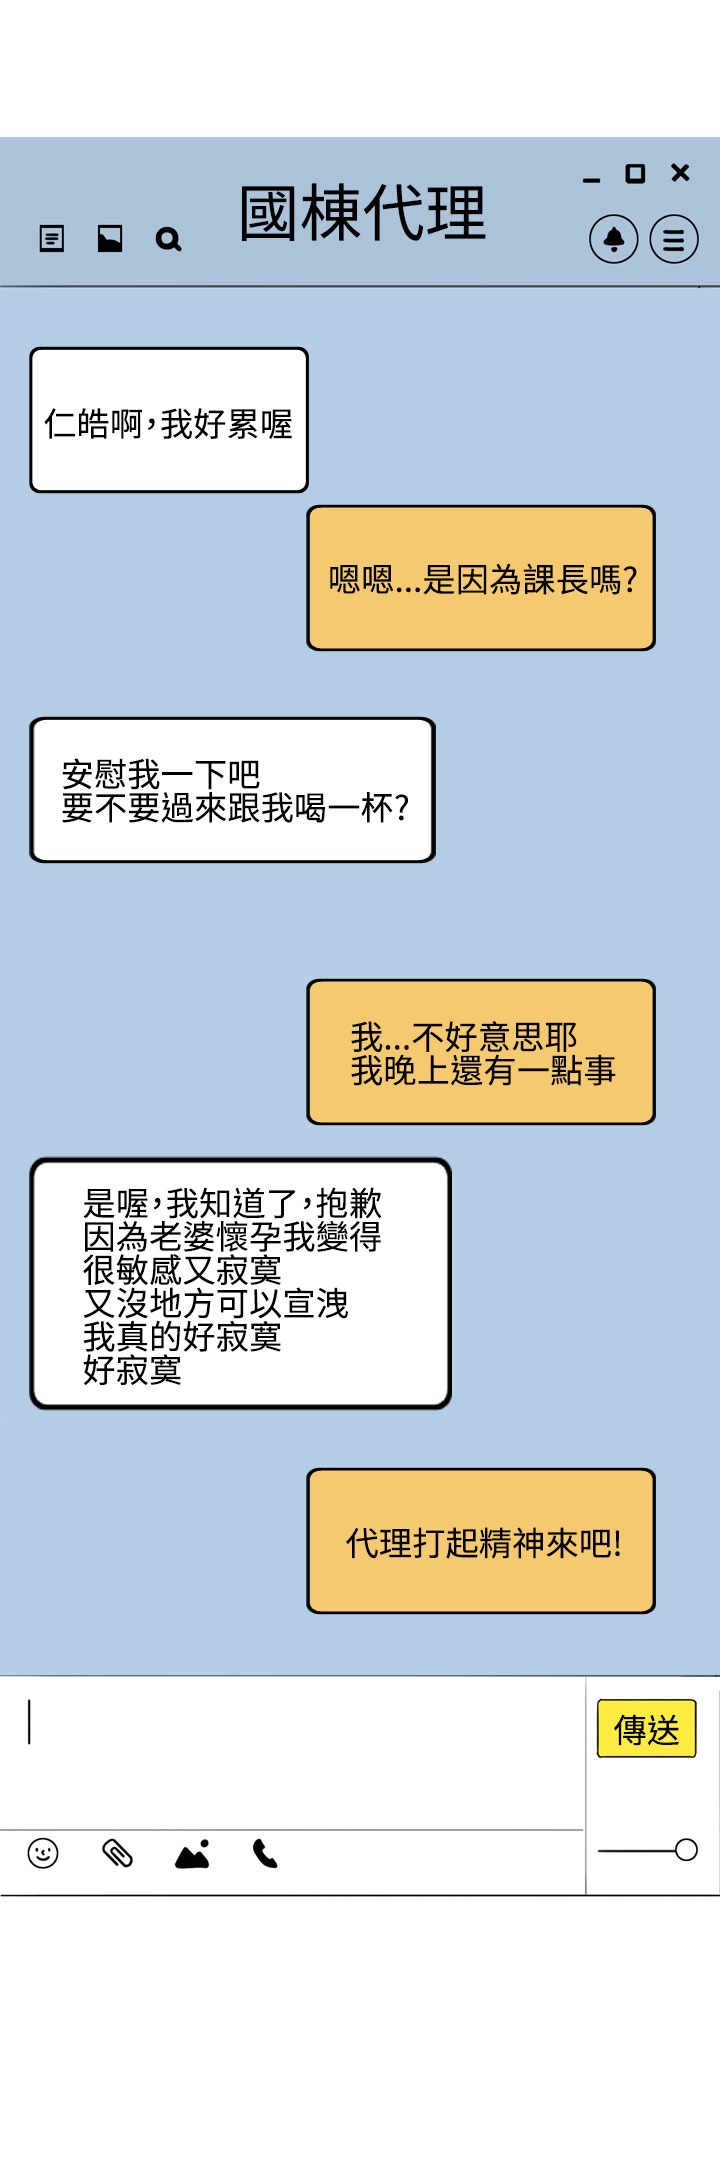 國棟代理
仁皓啊，我好累喔
嗯嗯...是因為課長嗎?
安慰我一下吧
要不要過來跟我喝一杯?
我...不好意思耶
我晚上還有一點事
是喔，我知道了，抱歉
因為老婆懷孕我變得
很敏感又寂寞
又沒地方可以宣洩
我真的好寂寞
好寂寞
代理打起精神來吧!
傳送